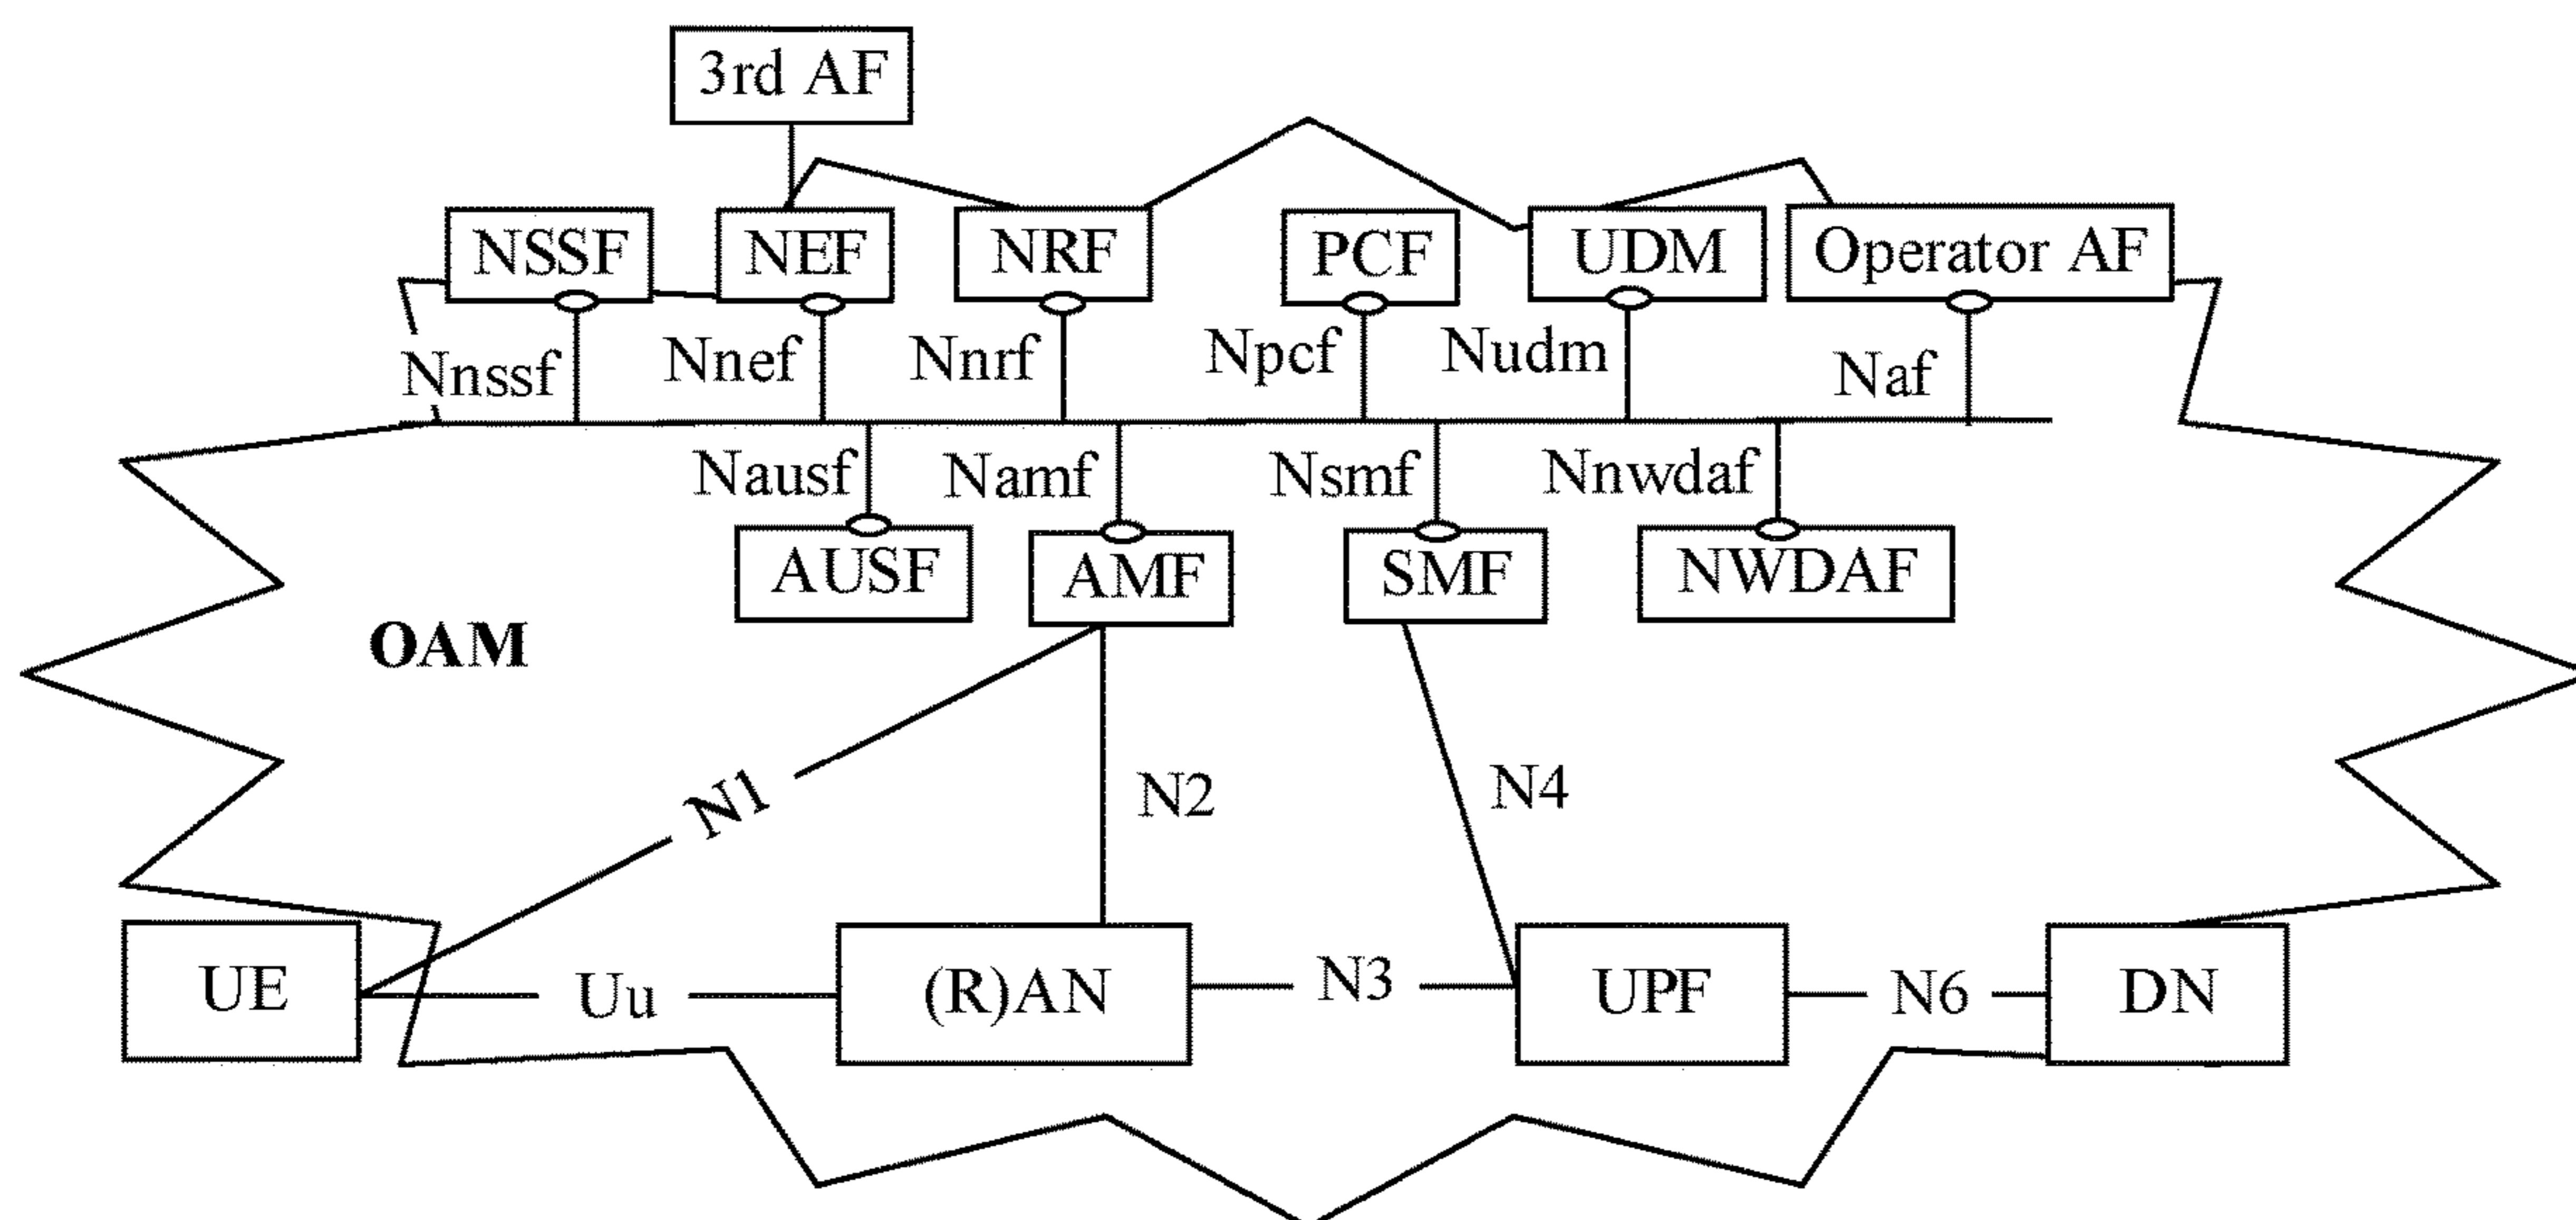 3rd AF
NSSF
NEF
NRF
PCF
UDM
Operator AF
Nnssf
Nnef
Nnrf
Npcf
Nudm
Naf
Nausf
Namf
Nsmf
Nnwdaf
AUSF
AMF
SMF
NWDAF
OAM
N1
N2
N4
UE
Uu
(R)AN
N3
UPF
N6
DN